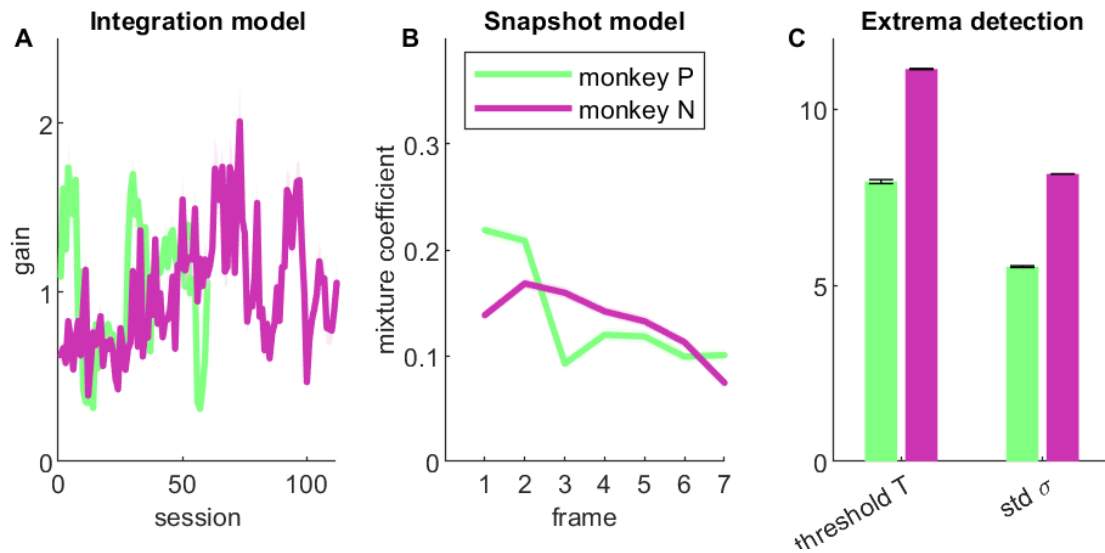 A
Integration model
2
1
0
gain
0
50
100
session
B
Snapshot model
monkey P
monkey N
0.3
0.2
0.1
0
mixture coefficient
1 2 3 4 5 6 7
frame
C
Extrema detection
10
5
0
threshold T
std σ